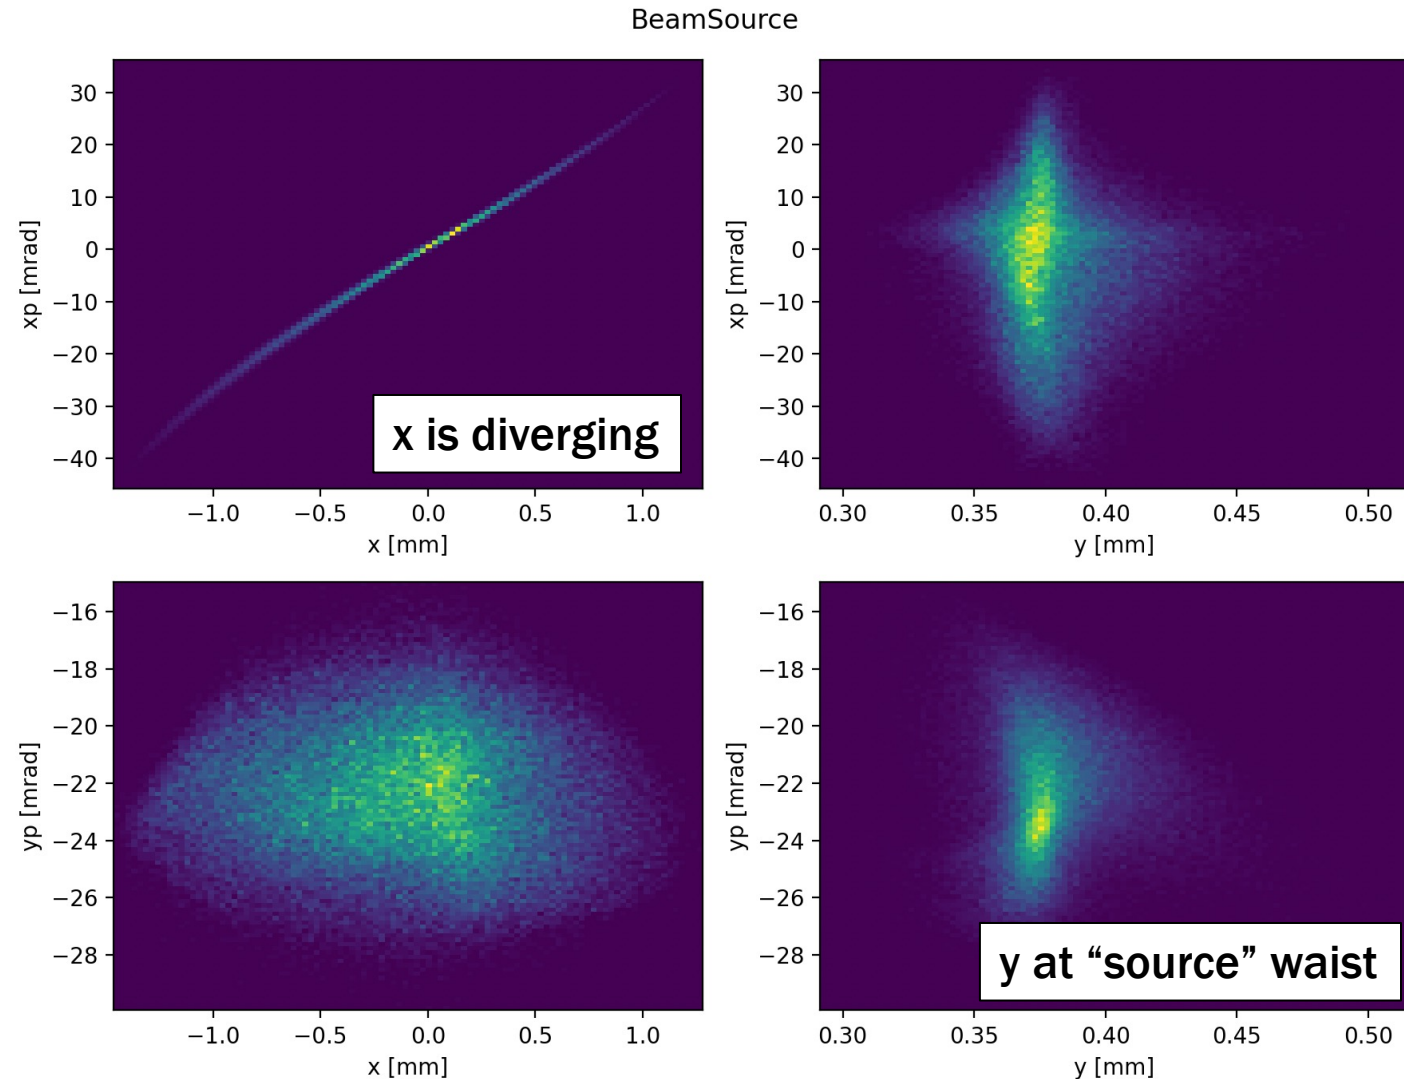 BeamSource
30
20
10
0
−10
−20
−30
−40
xp [mrad]
x is diverging
−1.0 −0.5 0.0 0.5 1.0
x [mm]
30
20
10
0
−10
−20
−30
−40
xp [mrad]
0.30 0.35 0.40 0.45 0.50
y [mm]
−16
−18
−20
−22
−24
−26
−28
yp [mrad]
−1.0 −0.5 0.0 0.5 1.0
x [mm]
−16
−18
−20
−22
−24
−26
−28
yp [mrad]
y at “source” waist
0.30 0.35 0.40 0.45 0.50
y [mm]